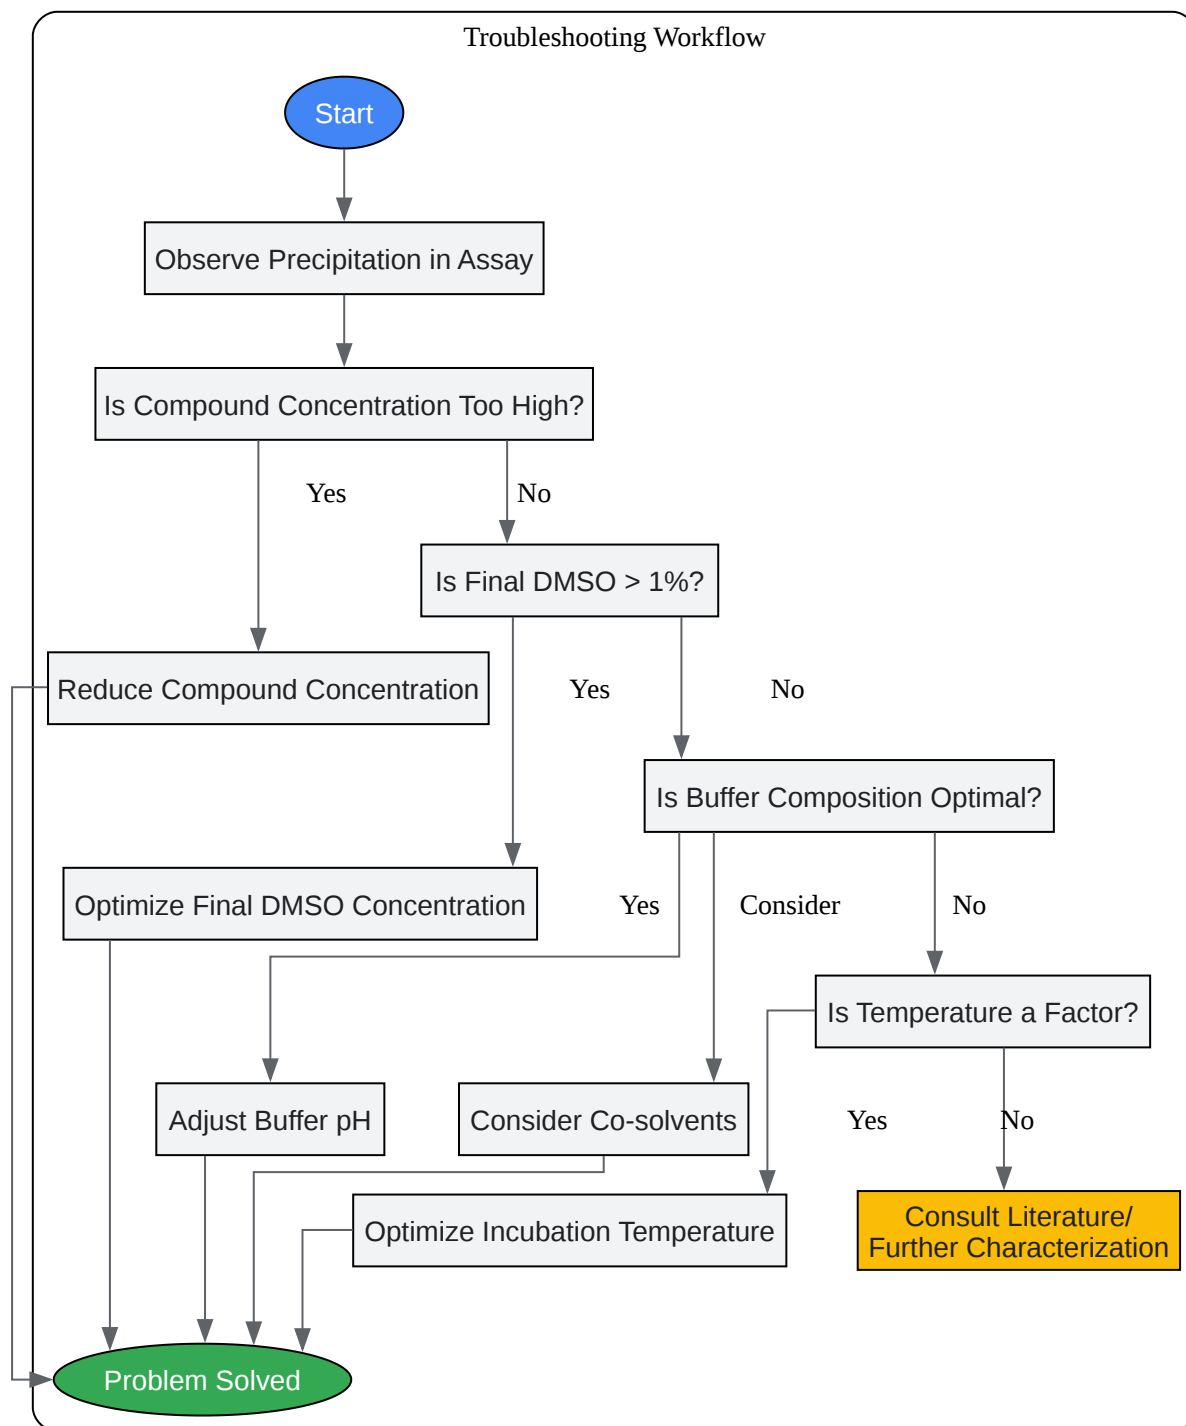 Troubleshooting Workflow
Start
Observe Precipitation in Assay
Is Compound Concentration Too High?
Yes
No
Is Final DMSO > 1%?
Reduce Compound Concentration
Yes
No
Is Buffer Composition Optimal?
Optimize Final DMSO Concentration
Yes
Consider
No
Is Temperature a Factor?
Adjust Buffer pH
Consider Co-solvents
Yes
No
Optimize Incubation Temperature
Consult Literature/
Further Characterization
Problem Solved